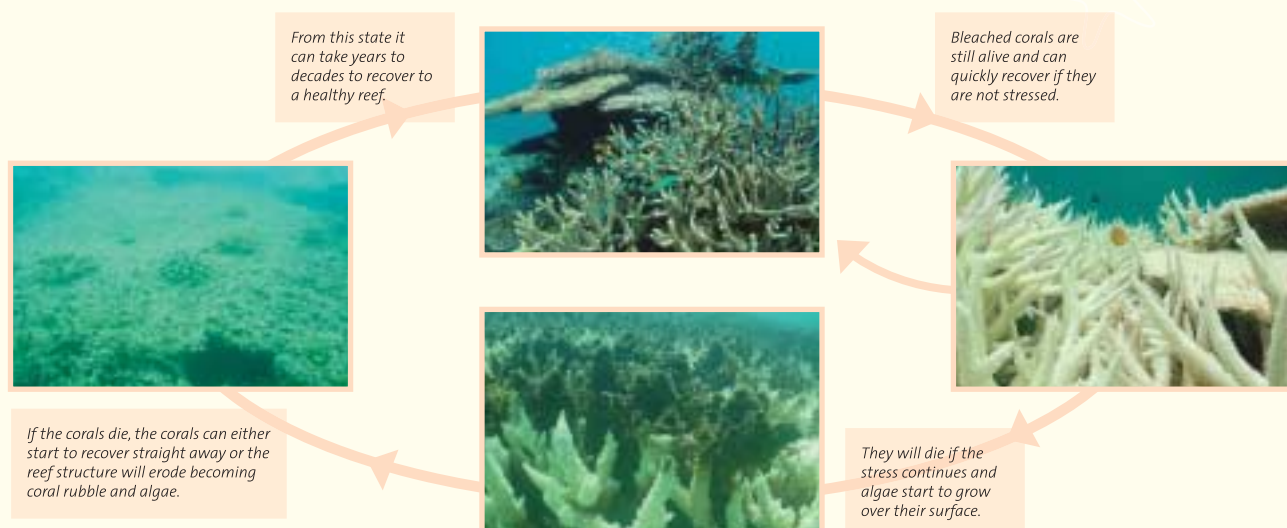 From this state it
can take years to
decades to recover to
a healthy reef.
Bleached corals are
still alive and can
quickly recover if they
are not stressed.
If the corals die, the corals can either
start to recover straight away or the
reef structure will erode becoming
coral rubble and algae.
They will die if the
stress continues and
algae start to grow
over their surface.